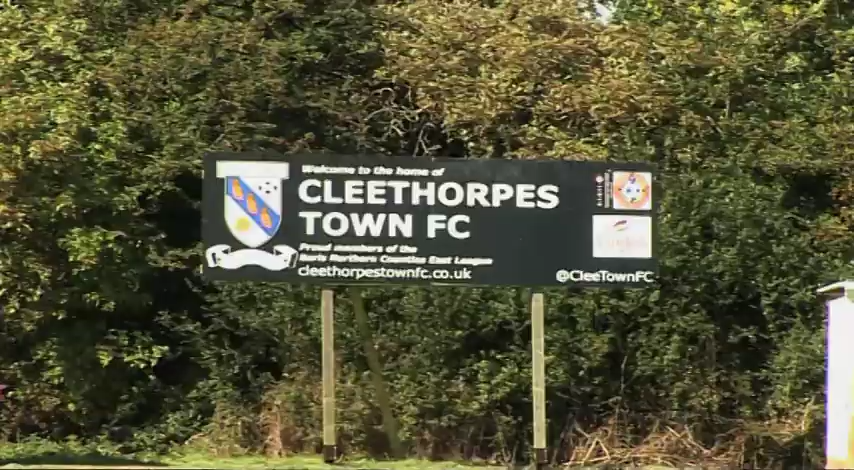 Welcome to the home of
CLEETHORPES
TOWN FC
Proud members of the
Northern Counties East League
cleethorpestownfc.co.uk
@CleeTownFC